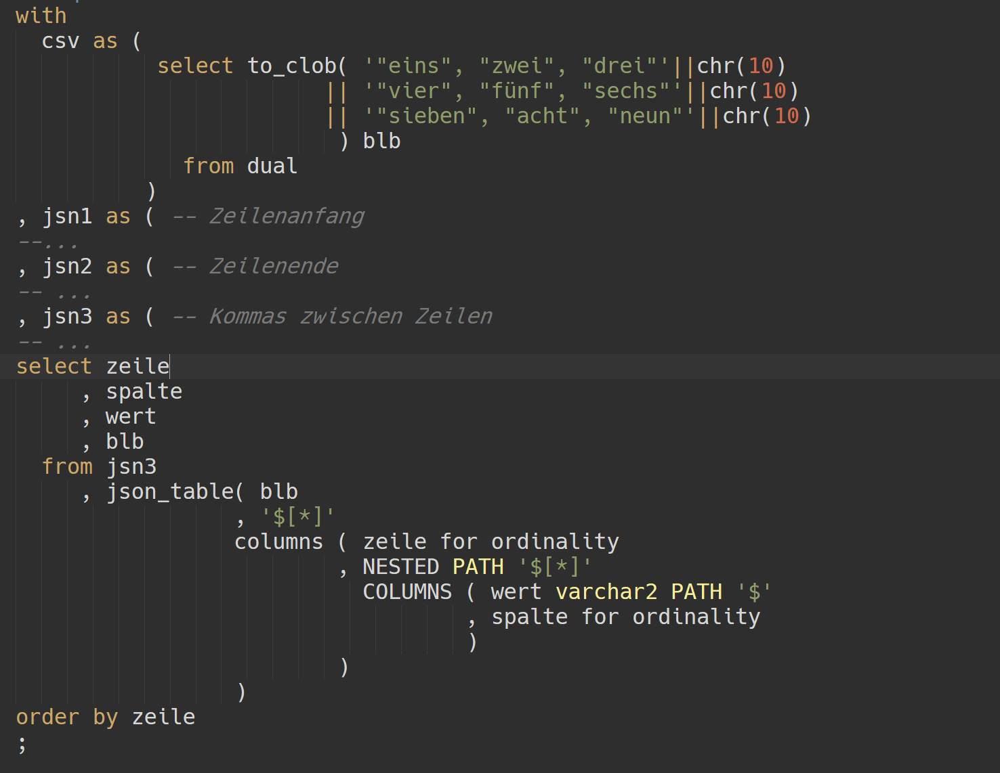 with
  csv as (
           select to_clob( '"eins", "zwei", "drei"'||chr(10)
                        || '"vier", "fünf", "sechs"'||chr(10)
                        || '"sieben", "acht", "neun"'||chr(10)
                         ) blb
             from dual
          )
, jsn1 as ( -- Zeilenanfang
--...
, jsn2 as ( -- Zeilenende
-- ...
, jsn3 as ( -- Kommas zwischen Zeilen
-- ...
select zeile
     , spalte
     , wert
     , blb
  from jsn3
     , json_table( blb
                 , '$[*]'
                 columns ( zeile for ordinality
                         , NESTED PATH '$[*]'
                           COLUMNS ( wert varchar2 PATH '$'
                                   , spalte for ordinality
                                   )
                         )
                 )
order by zeile
;